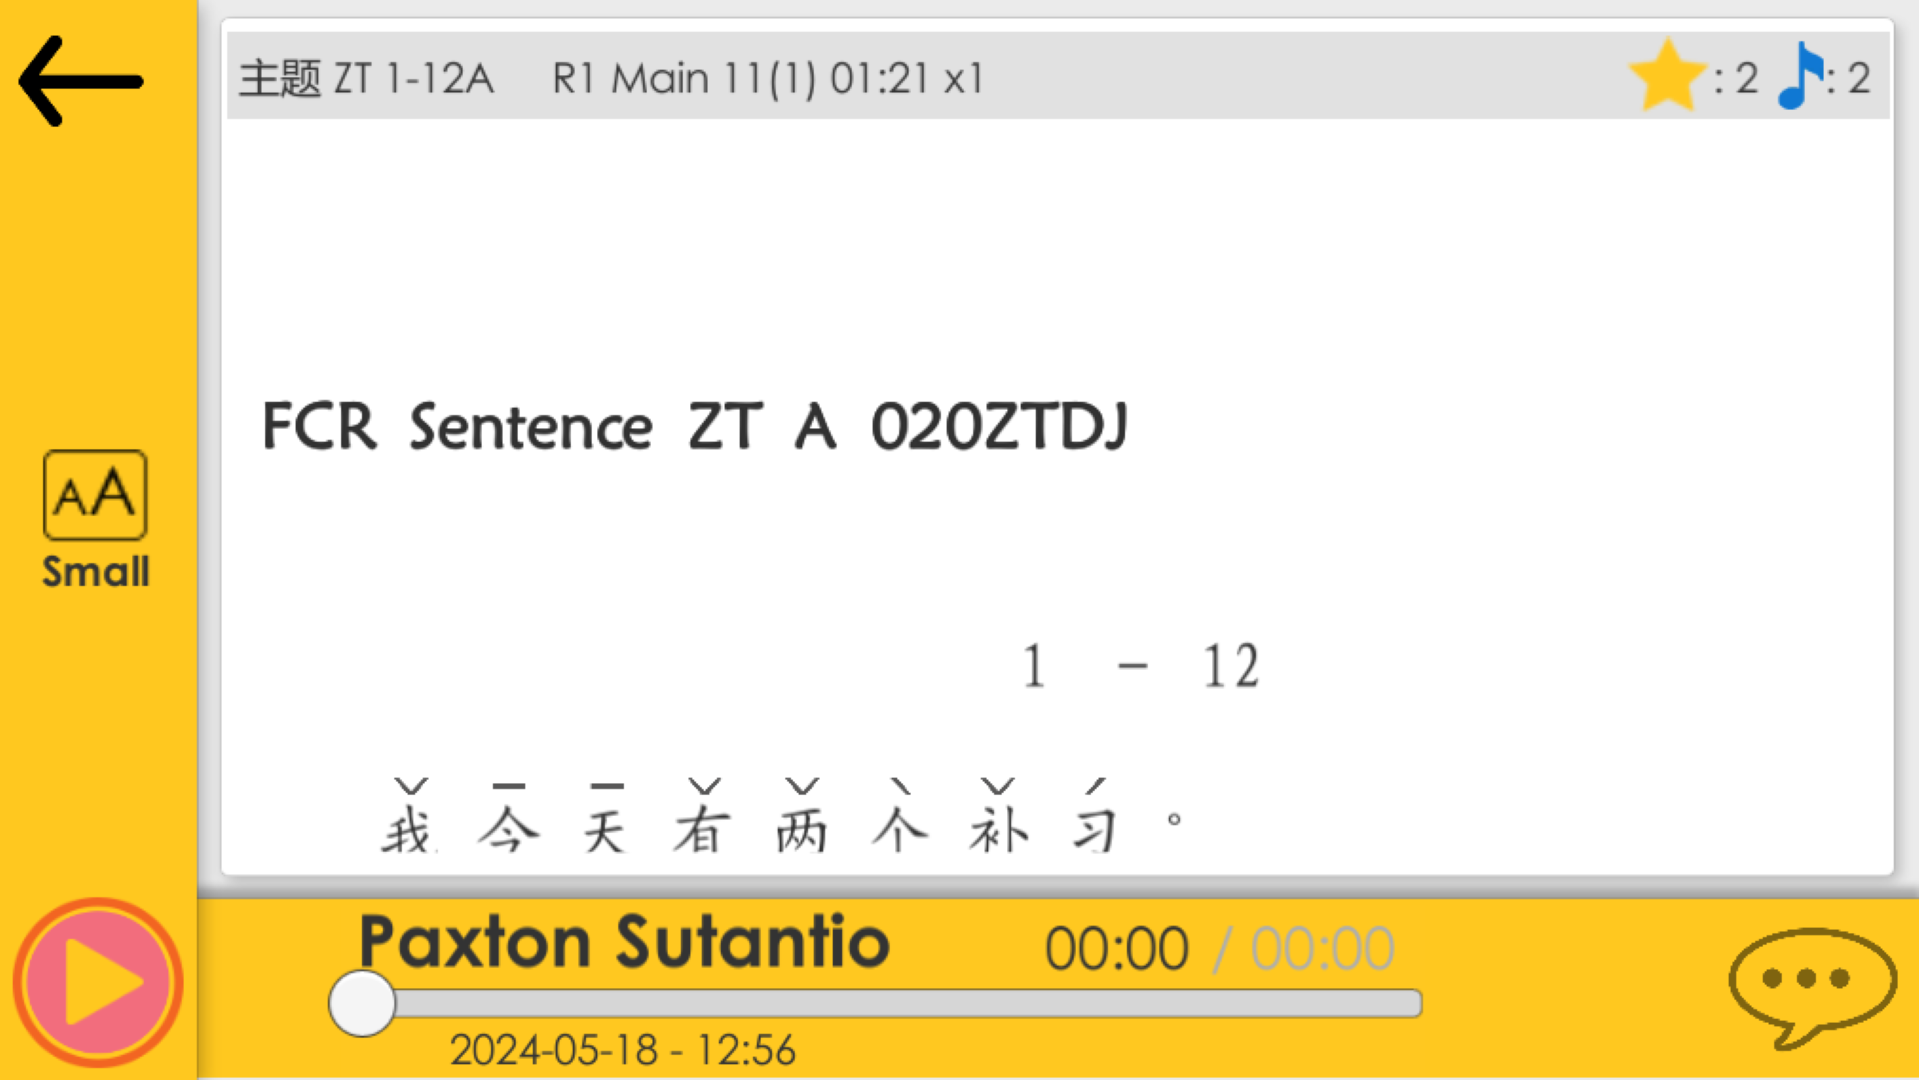 主题 ZT 1-12A R1 Main 11(1) 01:21 x1 : 2 : 2
FCR Sentence ZT A 020ZTDJ
AA
Small
1 - 12
我今天有两个补习。
Paxton Sutantio 00:00 / 00:00
2024-05-18 - 12:56